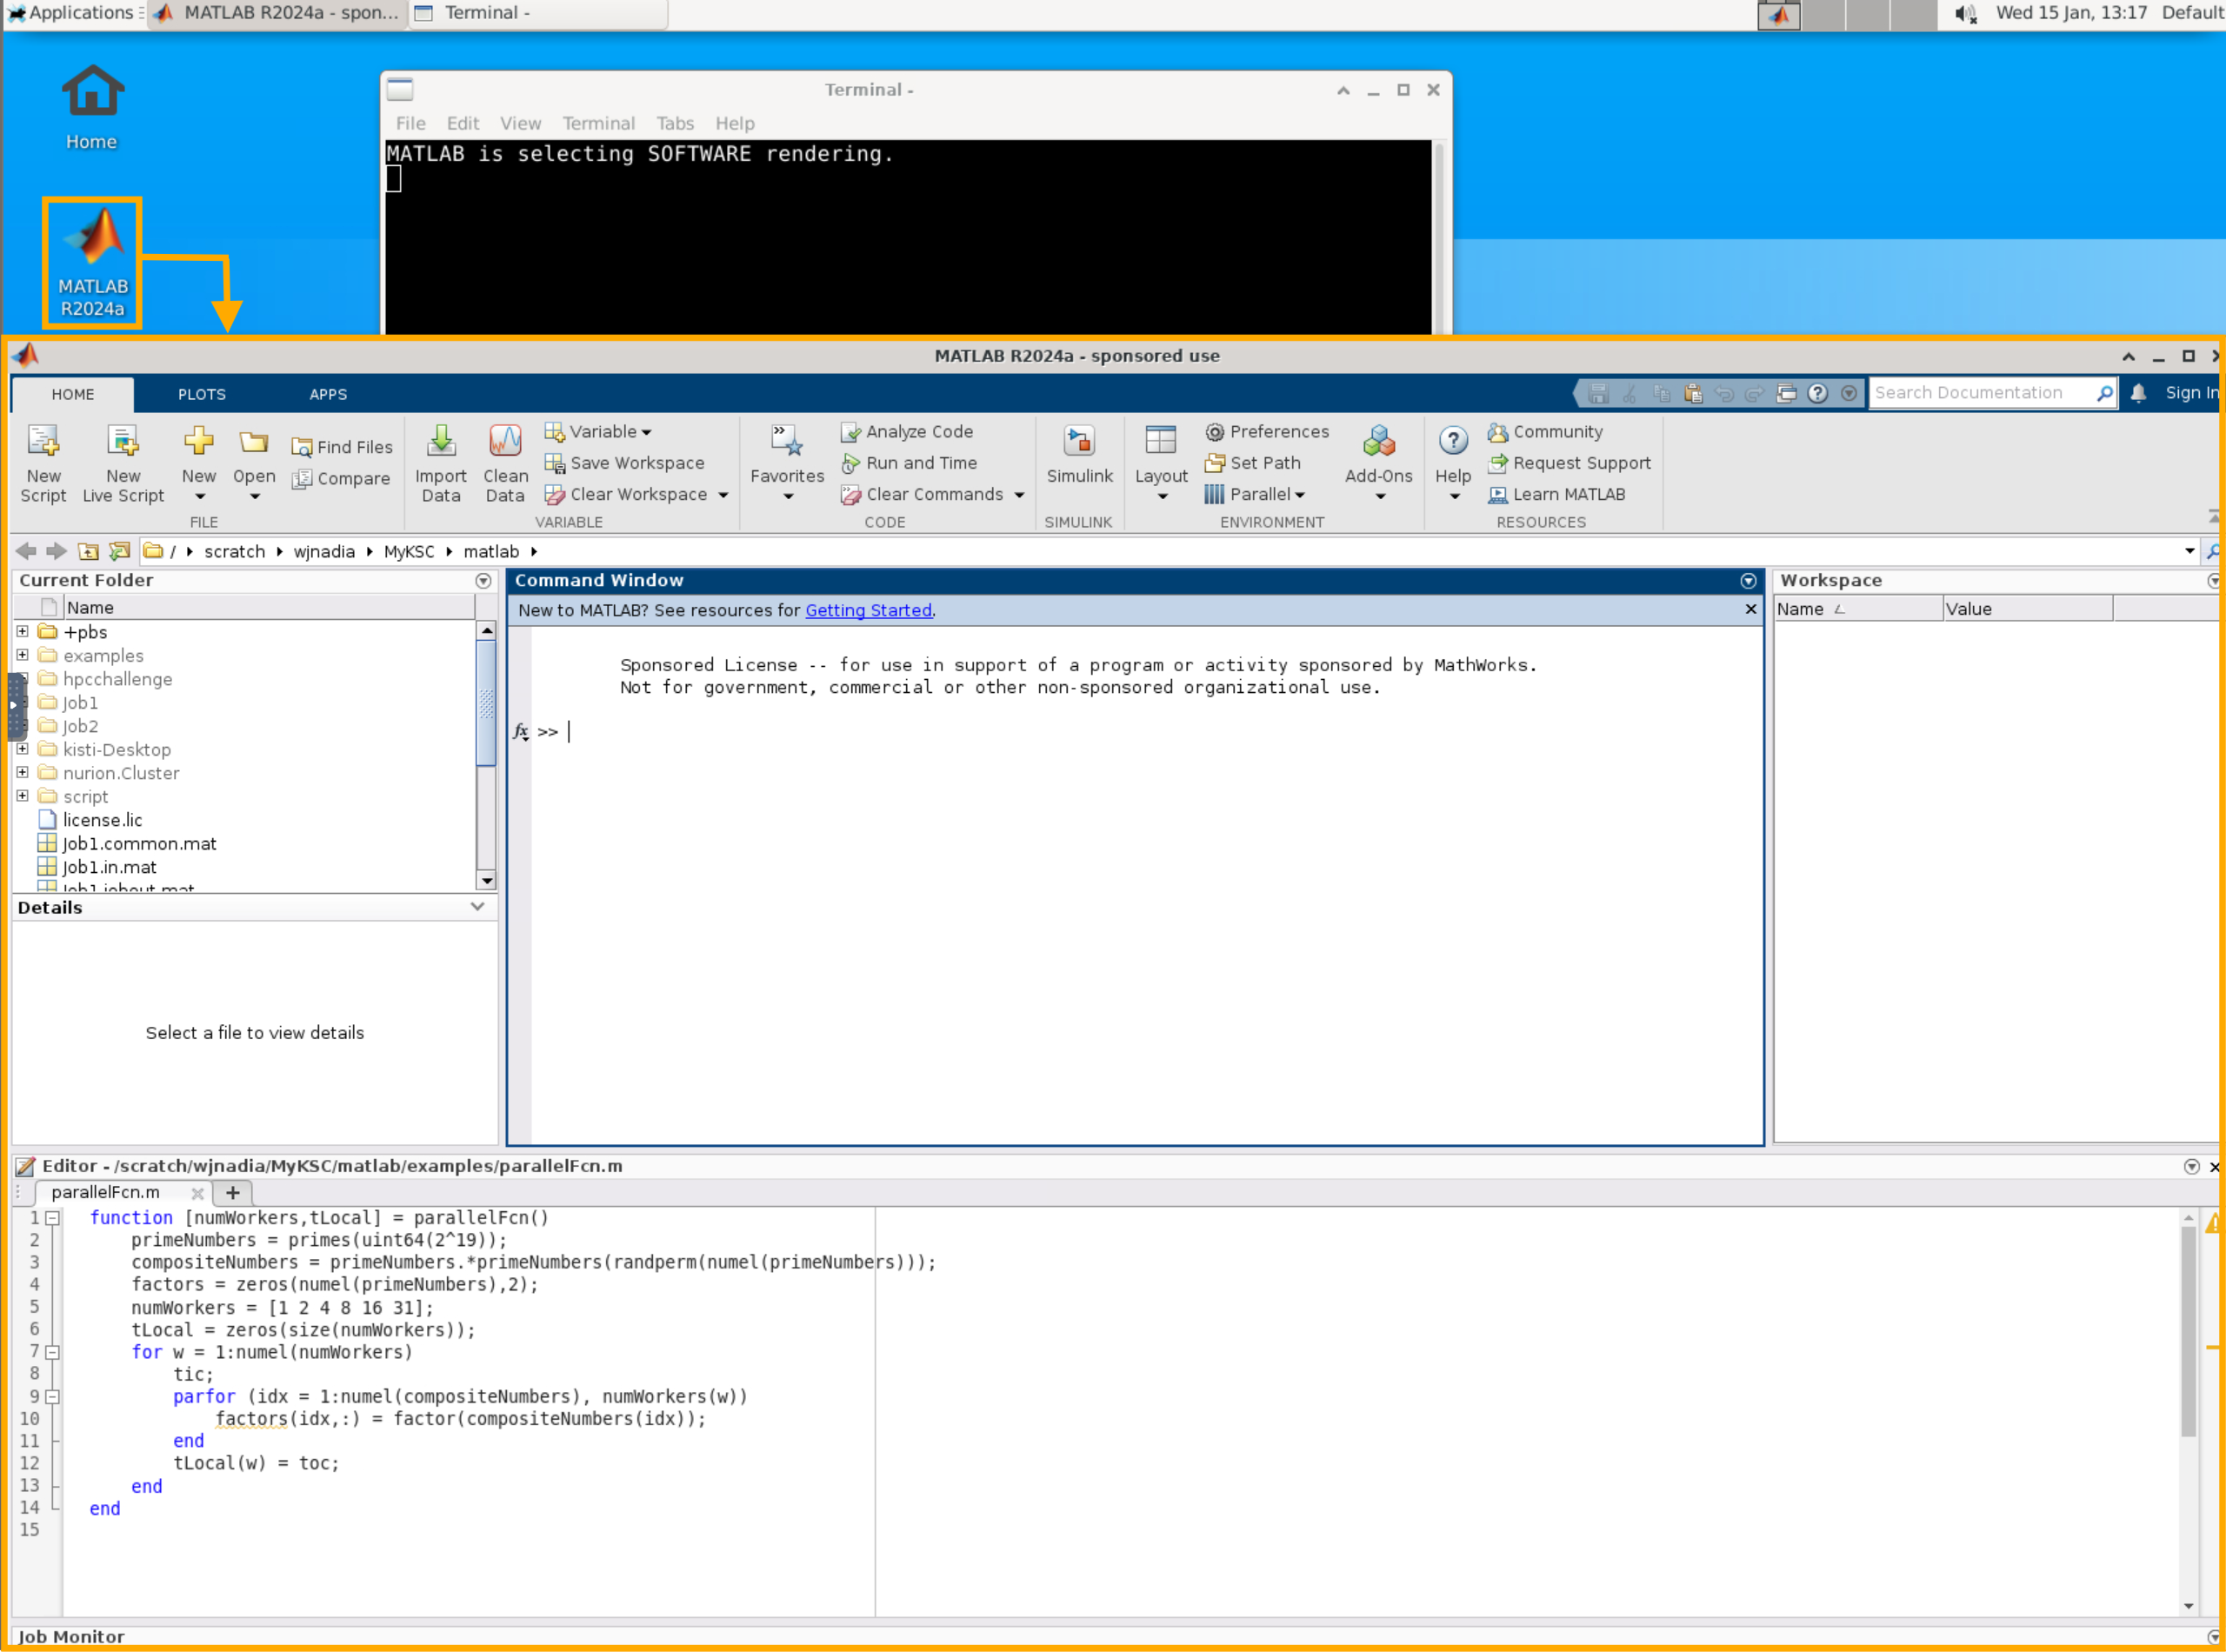 Applications MATLAB R2024a - spon... Terminal - Wed 15 Jan, 13:17 Default
Home
MATLAB
R2024a
Terminal -
File Edit View Terminal Tabs Help
MATLAB is selecting SOFTWARE rendering.
MATLAB R2024a - sponsored use
HOME PLOTS APPS Search Documentation Sign In
New Script
New Live Script
New
Open
Find Files
Compare
FILE
Import Data
Clean Data
Variable
Save Workspace
Clear Workspace
VARIABLE
Favorites
Analyze Code
Run and Time
Clear Commands
CODE
Simulink
SIMULINK
Layout
Preferences
Set Path
Parallel
Add-Ons
ENVIRONMENT
Help
Community
Request Support
Learn MATLAB
RESOURCES
/ scratch wjnadia MyKSC matlab
Current Folder
Name
+pbs
examples
hpcchallenge
Job1
Job2
kisti-Desktop
nurion.Cluster
script
license.lic
Job1.common.mat
Job1.in.mat
Job1.jobout.mat
Details
Select a file to view details
Command Window
New to MATLAB? See resources for Getting Started.
Sponsored License -- for use in support of a program or activity sponsored by MathWorks.
Not for government, commercial or other non-sponsored organizational use.
fx >>
Workspace
Name Value
Editor - /scratch/wjnadia/MyKSC/matlab/examples/parallelFcn.m
parallelFcn.m +
1 function [numWorkers,tLocal] = parallelFcn()
2 primeNumbers = primes(uint64(2^19));
3 compositeNumbers = primeNumbers.*primeNumbers(randperm(numel(primeNumbers)));
4 factors = zeros(numel(primeNumbers),2);
5 numWorkers = [1 2 4 8 16 31];
6 tLocal = zeros(size(numWorkers));
7 for w = 1:numel(numWorkers)
8 tic;
9 parfor (idx = 1:numel(compositeNumbers), numWorkers(w))
10 factors(idx,:) = factor(compositeNumbers(idx));
11 end
12 tLocal(w) = toc;
13 end
14 end
15
Job Monitor